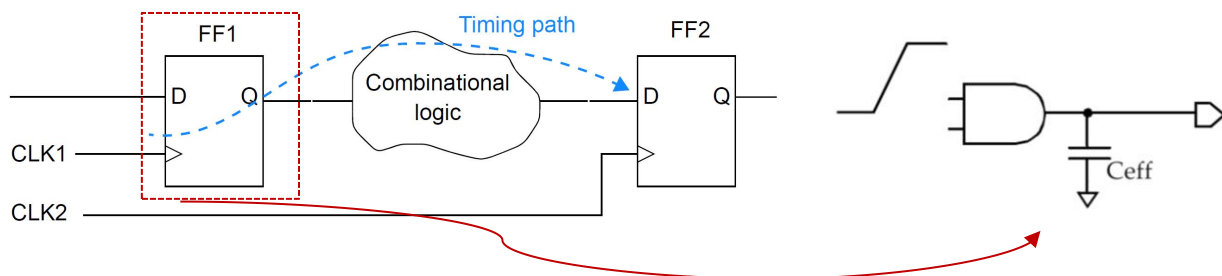 Timing path
FF1
FF2
D
Q
Combinational
logic
D
Q
CLK1
CLK2
Ceff